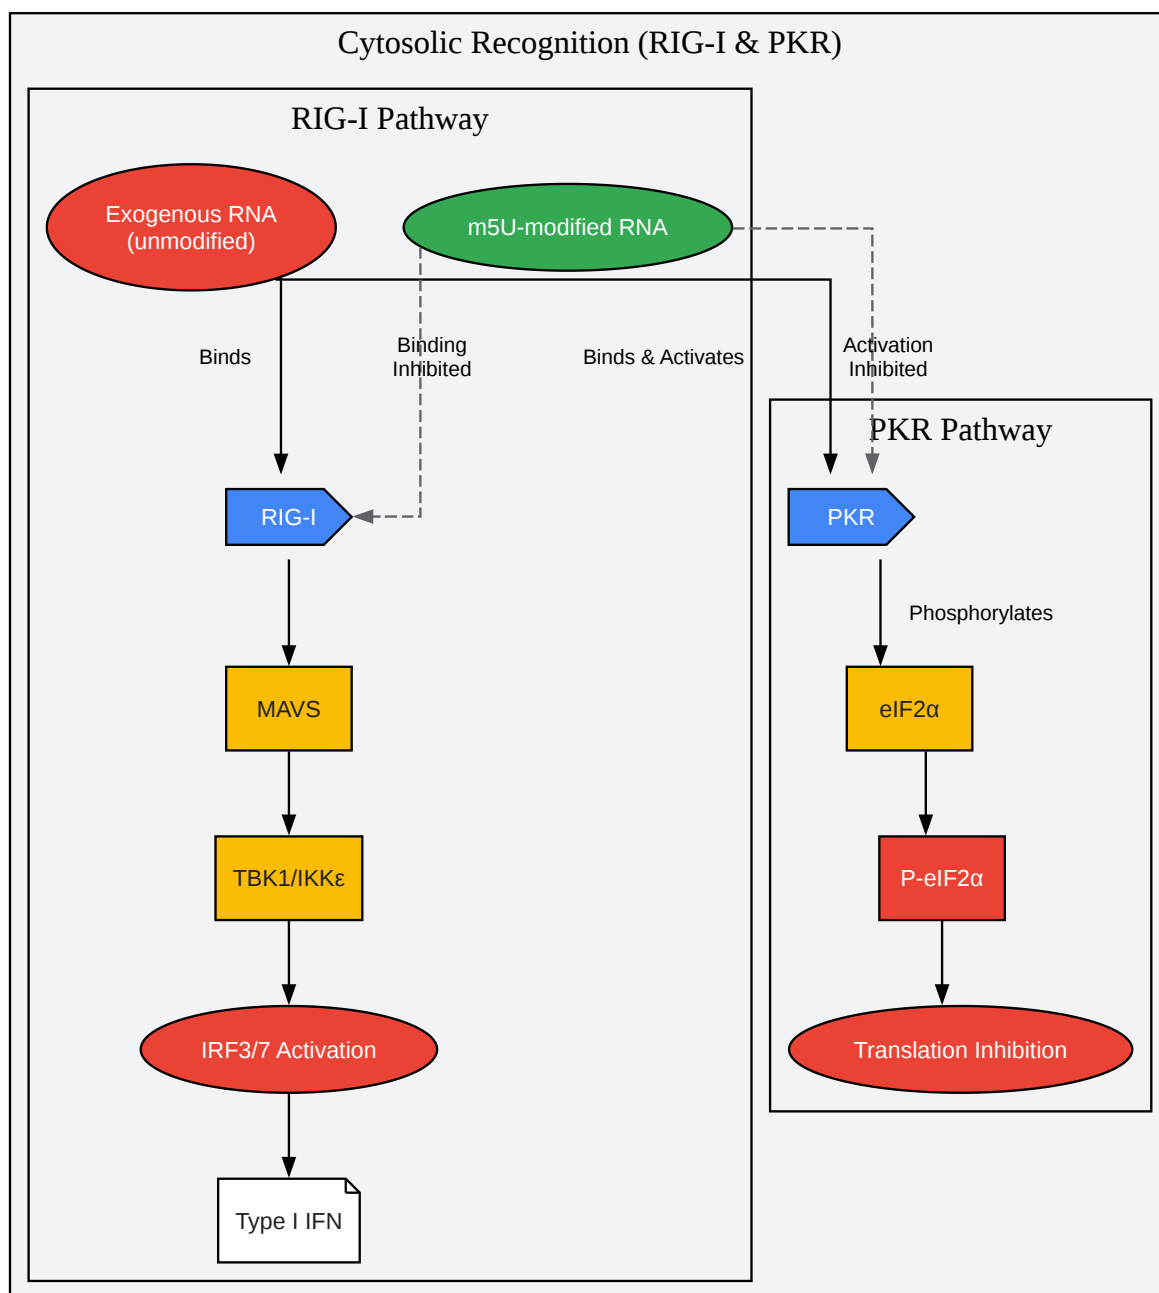 Cytosolic Recognition (RIG-I & PKR)
RIG-I Pathway
Exogenous RNA
(unmodified)
m5U-modified RNA
Binds
Binding
Inhibited
Binds & Activates
Activation
Inhibited
PKR Pathway
RIG-I
PKR
Phosphorylates
MAVS
eIF2α
TBK1/IKKε
P-eIF2α
IRF3/7 Activation
Translation Inhibition
Type I IFN